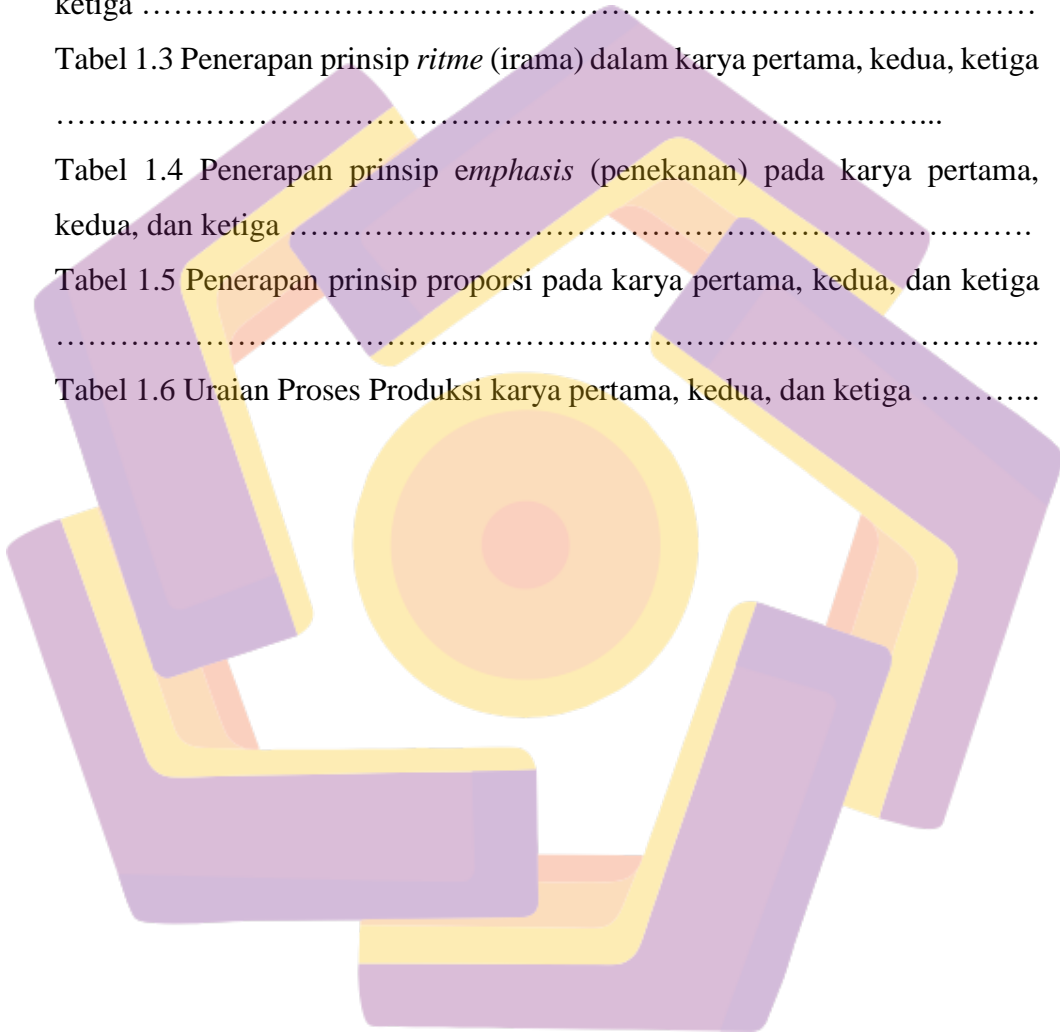 ketiga ……………………………………………………………………………
Tabel 1.3 Penerapan prinsip ritme (irama) dalam karya pertama, kedua, ketiga
………………………………………………………………………...
Tabel 1.4 Penerapan prinsip emphasis (penekanan) pada karya pertama,
kedua, dan ketiga …………………………………………………………….
Tabel 1.5 Penerapan prinsip proporsi pada karya pertama, kedua, dan ketiga
………………………………………………………………………………...
Tabel 1.6 Uraian Proses Produksi karya pertama, kedua, dan ketiga ………...